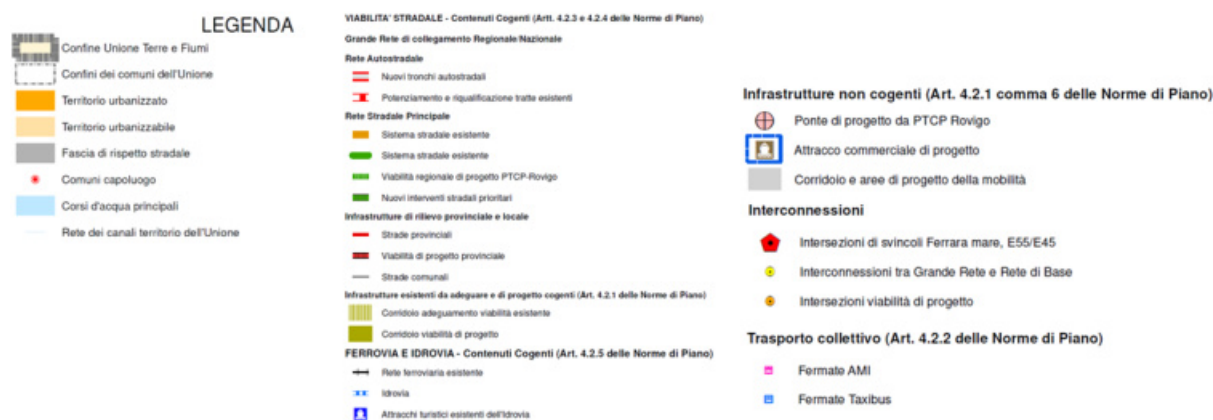 LEGENDA
Confine Unione Terre e Fiumi
Confini dei comuni dell'Unione
Territorio urbanizzato
Territorio urbanizzabile
Fascia di rispetto stradale
Comuni capoluogo
Corsi d'acqua principali
Rete dei canali territorio dell'Unione
VIABILITA' STRADALE - Contenuti Cogenti (Artt. 4.2.3 e 4.2.4 delle Norme di Piano)
Grande Rete di collegamento Regionale/Nazionale
Rete Autostradale
Nuovi tronchi autostradali
Potenziamento e riqualificazione tratte esistenti
Rete Stradale Principale
Sistema stradale esistente
Sistema stradale esistente
Viabilità regionale di progetto PTCP-Rovigo
Nuovi interventi stradali prioritari
Infrastrutture di rilievo provinciale e locale
Strade provinciali
Viabilità di progetto provinciale
Strade comunali
Infrastrutture esistenti da adeguare e di progetto cogenti (Art. 4.2.1 delle Norme di Piano)
Corridoio adeguamento viabilità esistente
Corridoio viabilità di progetto
FERROVIA E IDROVIA - Contenuti Cogenti (Art. 4.2.5 delle Norme di Piano)
Rete ferroviaria esistente
Idrovia
Attracchi turistici esistenti dell'Idrovia
Infrastrutture non cogenti (Art. 4.2.1 comma 6 delle Norme di Piano)
Ponte di progetto da PTCP Rovigo
Attracco commerciale di progetto
Corridoio e aree di progetto della mobilità
Interconnessioni
Intersezioni di svincoli Ferrara mare, E55/E45
Interconnessioni tra Grande Rete e Rete di Base
Intersezioni viabilità di progetto
Trasporto collettivo (Art. 4.2.2 delle Norme di Piano)
Fermate AMI
Fermate Taxibus